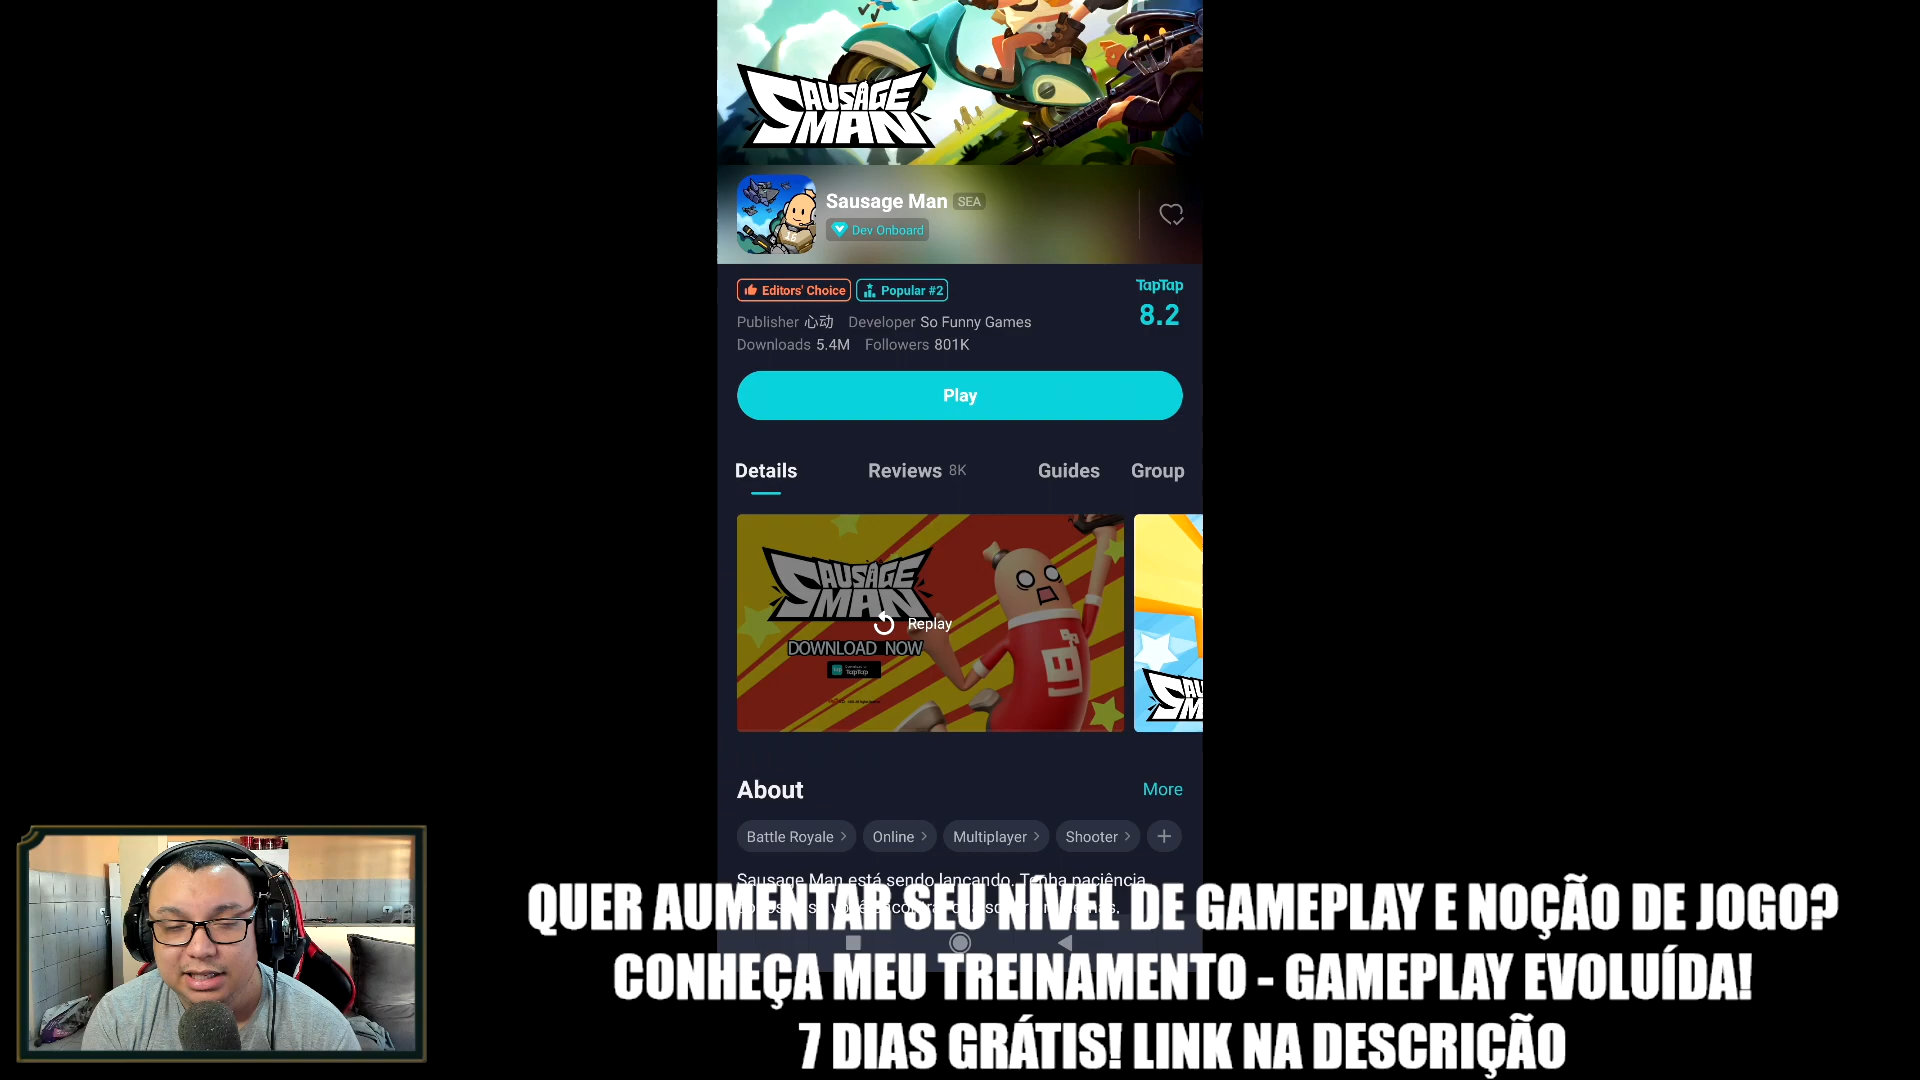 SAUSAGE
MAN
16
Sausage Man SEA
Dev Onboard
Editors' Choice Popular #2
TapTap
8.2
Publisher 心动 Developer So Funny Games
Downloads 5.4M Followers 801K
Play
Details Reviews 8K Guides Group
SAUSAGE
MAN
Replay
DOWNLOAD NOW
TapTap
About More
Battle Royale Online Multiplayer Shooter
Sausage Man está sendo lançando. Tenha paciência
QUER AUMENTAR SEU NÍVEL DE GAMEPLAY E NOÇÃO DE JOGO?
CONHEÇA MEU TREINAMENTO - GAMEPLAY EVOLUÍDA!
7 DIAS GRÁTIS! LINK NA DESCRIÇÃO